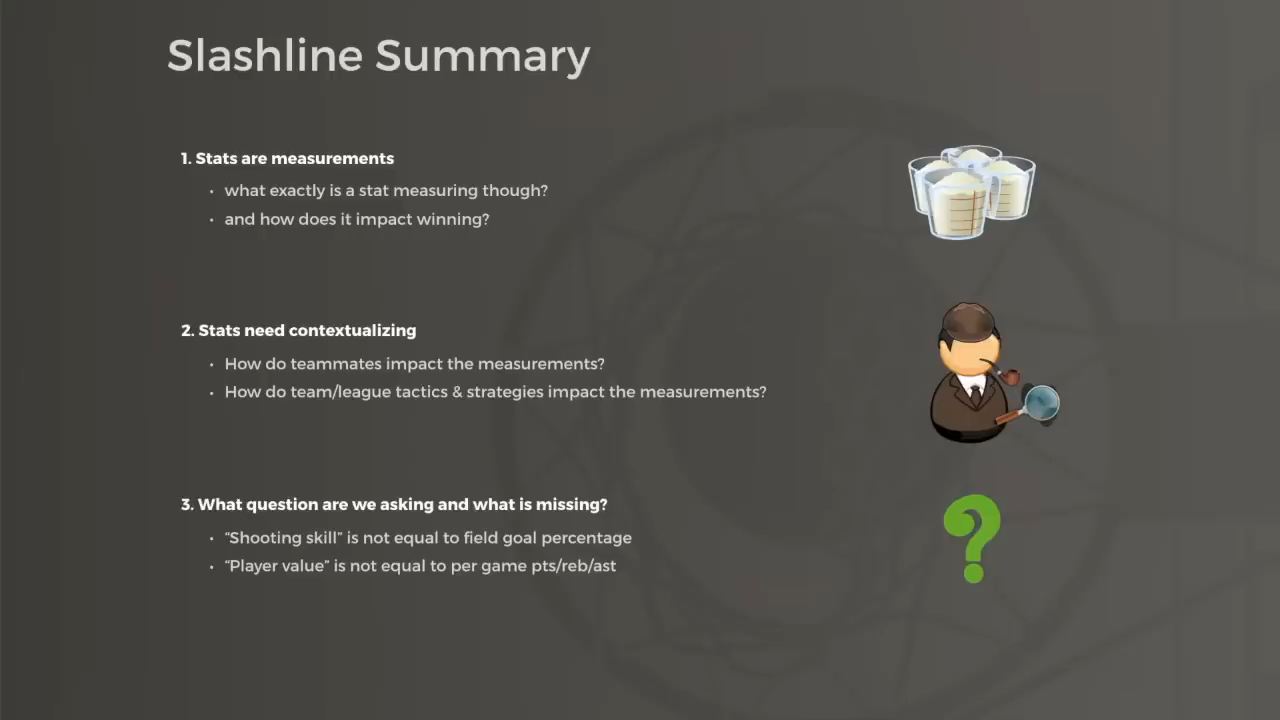 Slashline Summary
1. Stats are measurements
• what exactly is a stat measuring though?
• and how does it impact winning?
2. Stats need contextualizing
• How do teammates impact the measurements?
• How do team/league tactics & strategies impact the measurements?
3. What question are we asking and what is missing?
• “Shooting skill” is not equal to field goal percentage
• “Player value” is not equal to per game pts/reb/ast